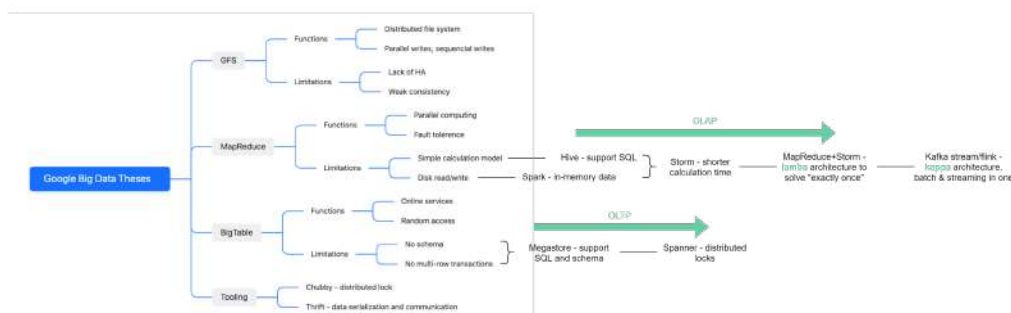 Google Big Data Theses
GFS
Functions
Distributed file system
Parallel writes, sequencial writes
Limitations
Lack of HA
Weak consistency
MapReduce
Functions
Parallel computing
Fault tolerence
Limitations
Simple calculation model
Disk read/write
BigTable
Functions
Online services
Random access
Limitations
No schema
No multi-row transactions
Tooling
Chubby - distributed lock
Thrift - data serialization and communication
OLAP
Hive - support SQL
Spark - in-memory data
Storm - shorter
calculation time
MapReduce+Storm -
lamba architecture to
solve "exactly once"
Kafka stream/flink -
kappa architecture,
batch & streaming in one
OLTP
Megastore - support
SQL and schema
Spanner - distributed
locks